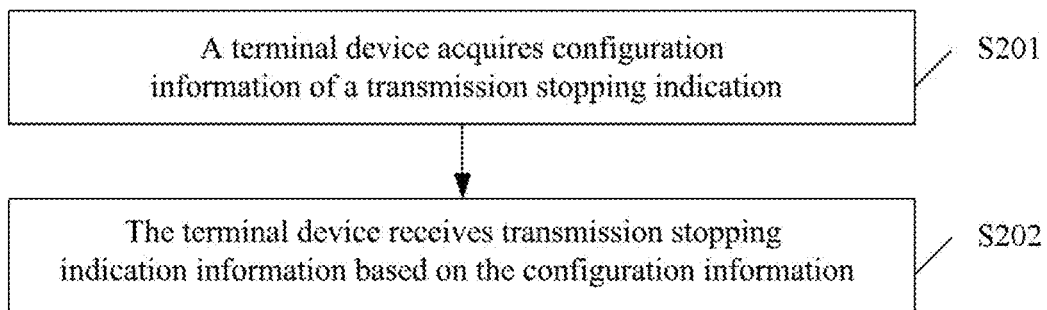 A terminal device acquires configuration
information of a transmission stopping indication
S201
The terminal device receives transmission stopping
indication information based on the configuration information
S202